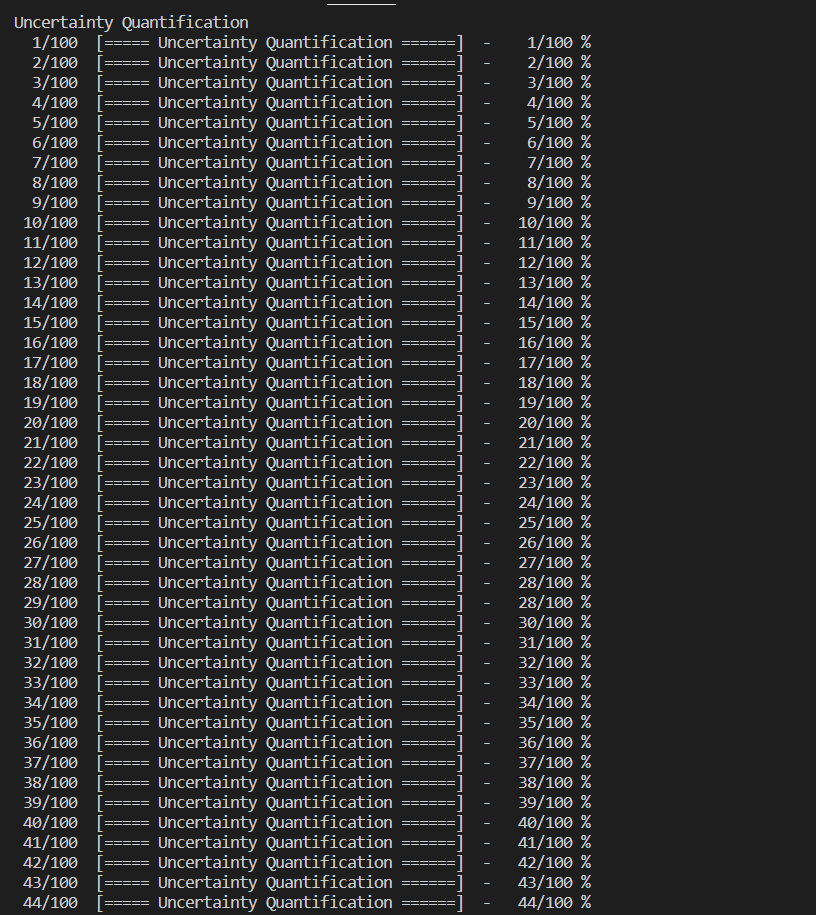 Uncertainty Quantification
1/100 [===== Uncertainty Quantification ======] - 1/100 %
2/100 [===== Uncertainty Quantification ======] - 2/100 %
3/100 [===== Uncertainty Quantification ======] - 3/100 %
4/100 [===== Uncertainty Quantification ======] - 4/100 %
5/100 [===== Uncertainty Quantification ======] - 5/100 %
6/100 [===== Uncertainty Quantification ======] - 6/100 %
7/100 [===== Uncertainty Quantification ======] - 7/100 %
8/100 [===== Uncertainty Quantification ======] - 8/100 %
9/100 [===== Uncertainty Quantification ======] - 9/100 %
10/100 [===== Uncertainty Quantification ======] - 10/100 %
11/100 [===== Uncertainty Quantification ======] - 11/100 %
12/100 [===== Uncertainty Quantification ======] - 12/100 %
13/100 [===== Uncertainty Quantification ======] - 13/100 %
14/100 [===== Uncertainty Quantification ======] - 14/100 %
15/100 [===== Uncertainty Quantification ======] - 15/100 %
16/100 [===== Uncertainty Quantification ======] - 16/100 %
17/100 [===== Uncertainty Quantification ======] - 17/100 %
18/100 [===== Uncertainty Quantification ======] - 18/100 %
19/100 [===== Uncertainty Quantification ======] - 19/100 %
20/100 [===== Uncertainty Quantification ======] - 20/100 %
21/100 [===== Uncertainty Quantification ======] - 21/100 %
22/100 [===== Uncertainty Quantification ======] - 22/100 %
23/100 [===== Uncertainty Quantification ======] - 23/100 %
24/100 [===== Uncertainty Quantification ======] - 24/100 %
25/100 [===== Uncertainty Quantification ======] - 25/100 %
26/100 [===== Uncertainty Quantification ======] - 26/100 %
27/100 [===== Uncertainty Quantification ======] - 27/100 %
28/100 [===== Uncertainty Quantification ======] - 28/100 %
29/100 [===== Uncertainty Quantification ======] - 28/100 %
30/100 [===== Uncertainty Quantification ======] - 30/100 %
31/100 [===== Uncertainty Quantification ======] - 31/100 %
32/100 [===== Uncertainty Quantification ======] - 32/100 %
33/100 [===== Uncertainty Quantification ======] - 33/100 %
34/100 [===== Uncertainty Quantification ======] - 34/100 %
35/100 [===== Uncertainty Quantification ======] - 35/100 %
36/100 [===== Uncertainty Quantification ======] - 36/100 %
37/100 [===== Uncertainty Quantification ======] - 37/100 %
38/100 [===== Uncertainty Quantification ======] - 38/100 %
39/100 [===== Uncertainty Quantification ======] - 39/100 %
40/100 [===== Uncertainty Quantification ======] - 40/100 %
41/100 [===== Uncertainty Quantification ======] - 41/100 %
42/100 [===== Uncertainty Quantification ======] - 42/100 %
43/100 [===== Uncertainty Quantification ======] - 43/100 %
44/100 [===== Uncertainty Quantification ======] - 44/100 %